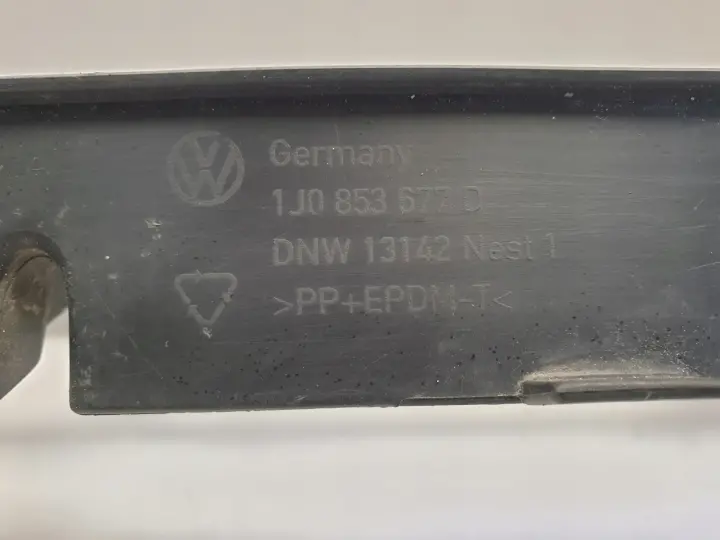 Germany
1J0 853 677 D
DNW 13142 Nest 1
>PP+EPDM-T<